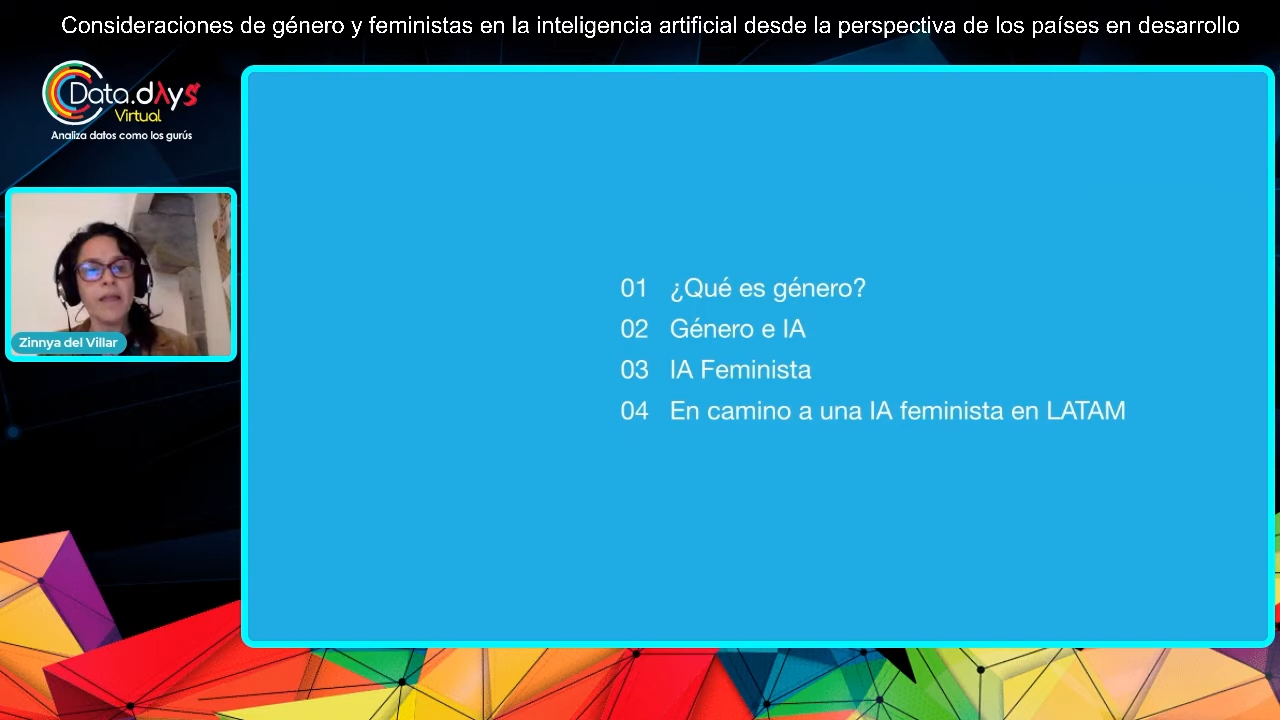 Consideraciones de género y feministas en la inteligencia artificial desde la perspectiva de los países en desarrollo
Data.dAys
Virtual
Analiza datos como los gurús
Zinnya del Villar
01 ¿Qué es género?
02 Género e IA
03 IA Feminista
04 En camino a una IA feminista en LATAM